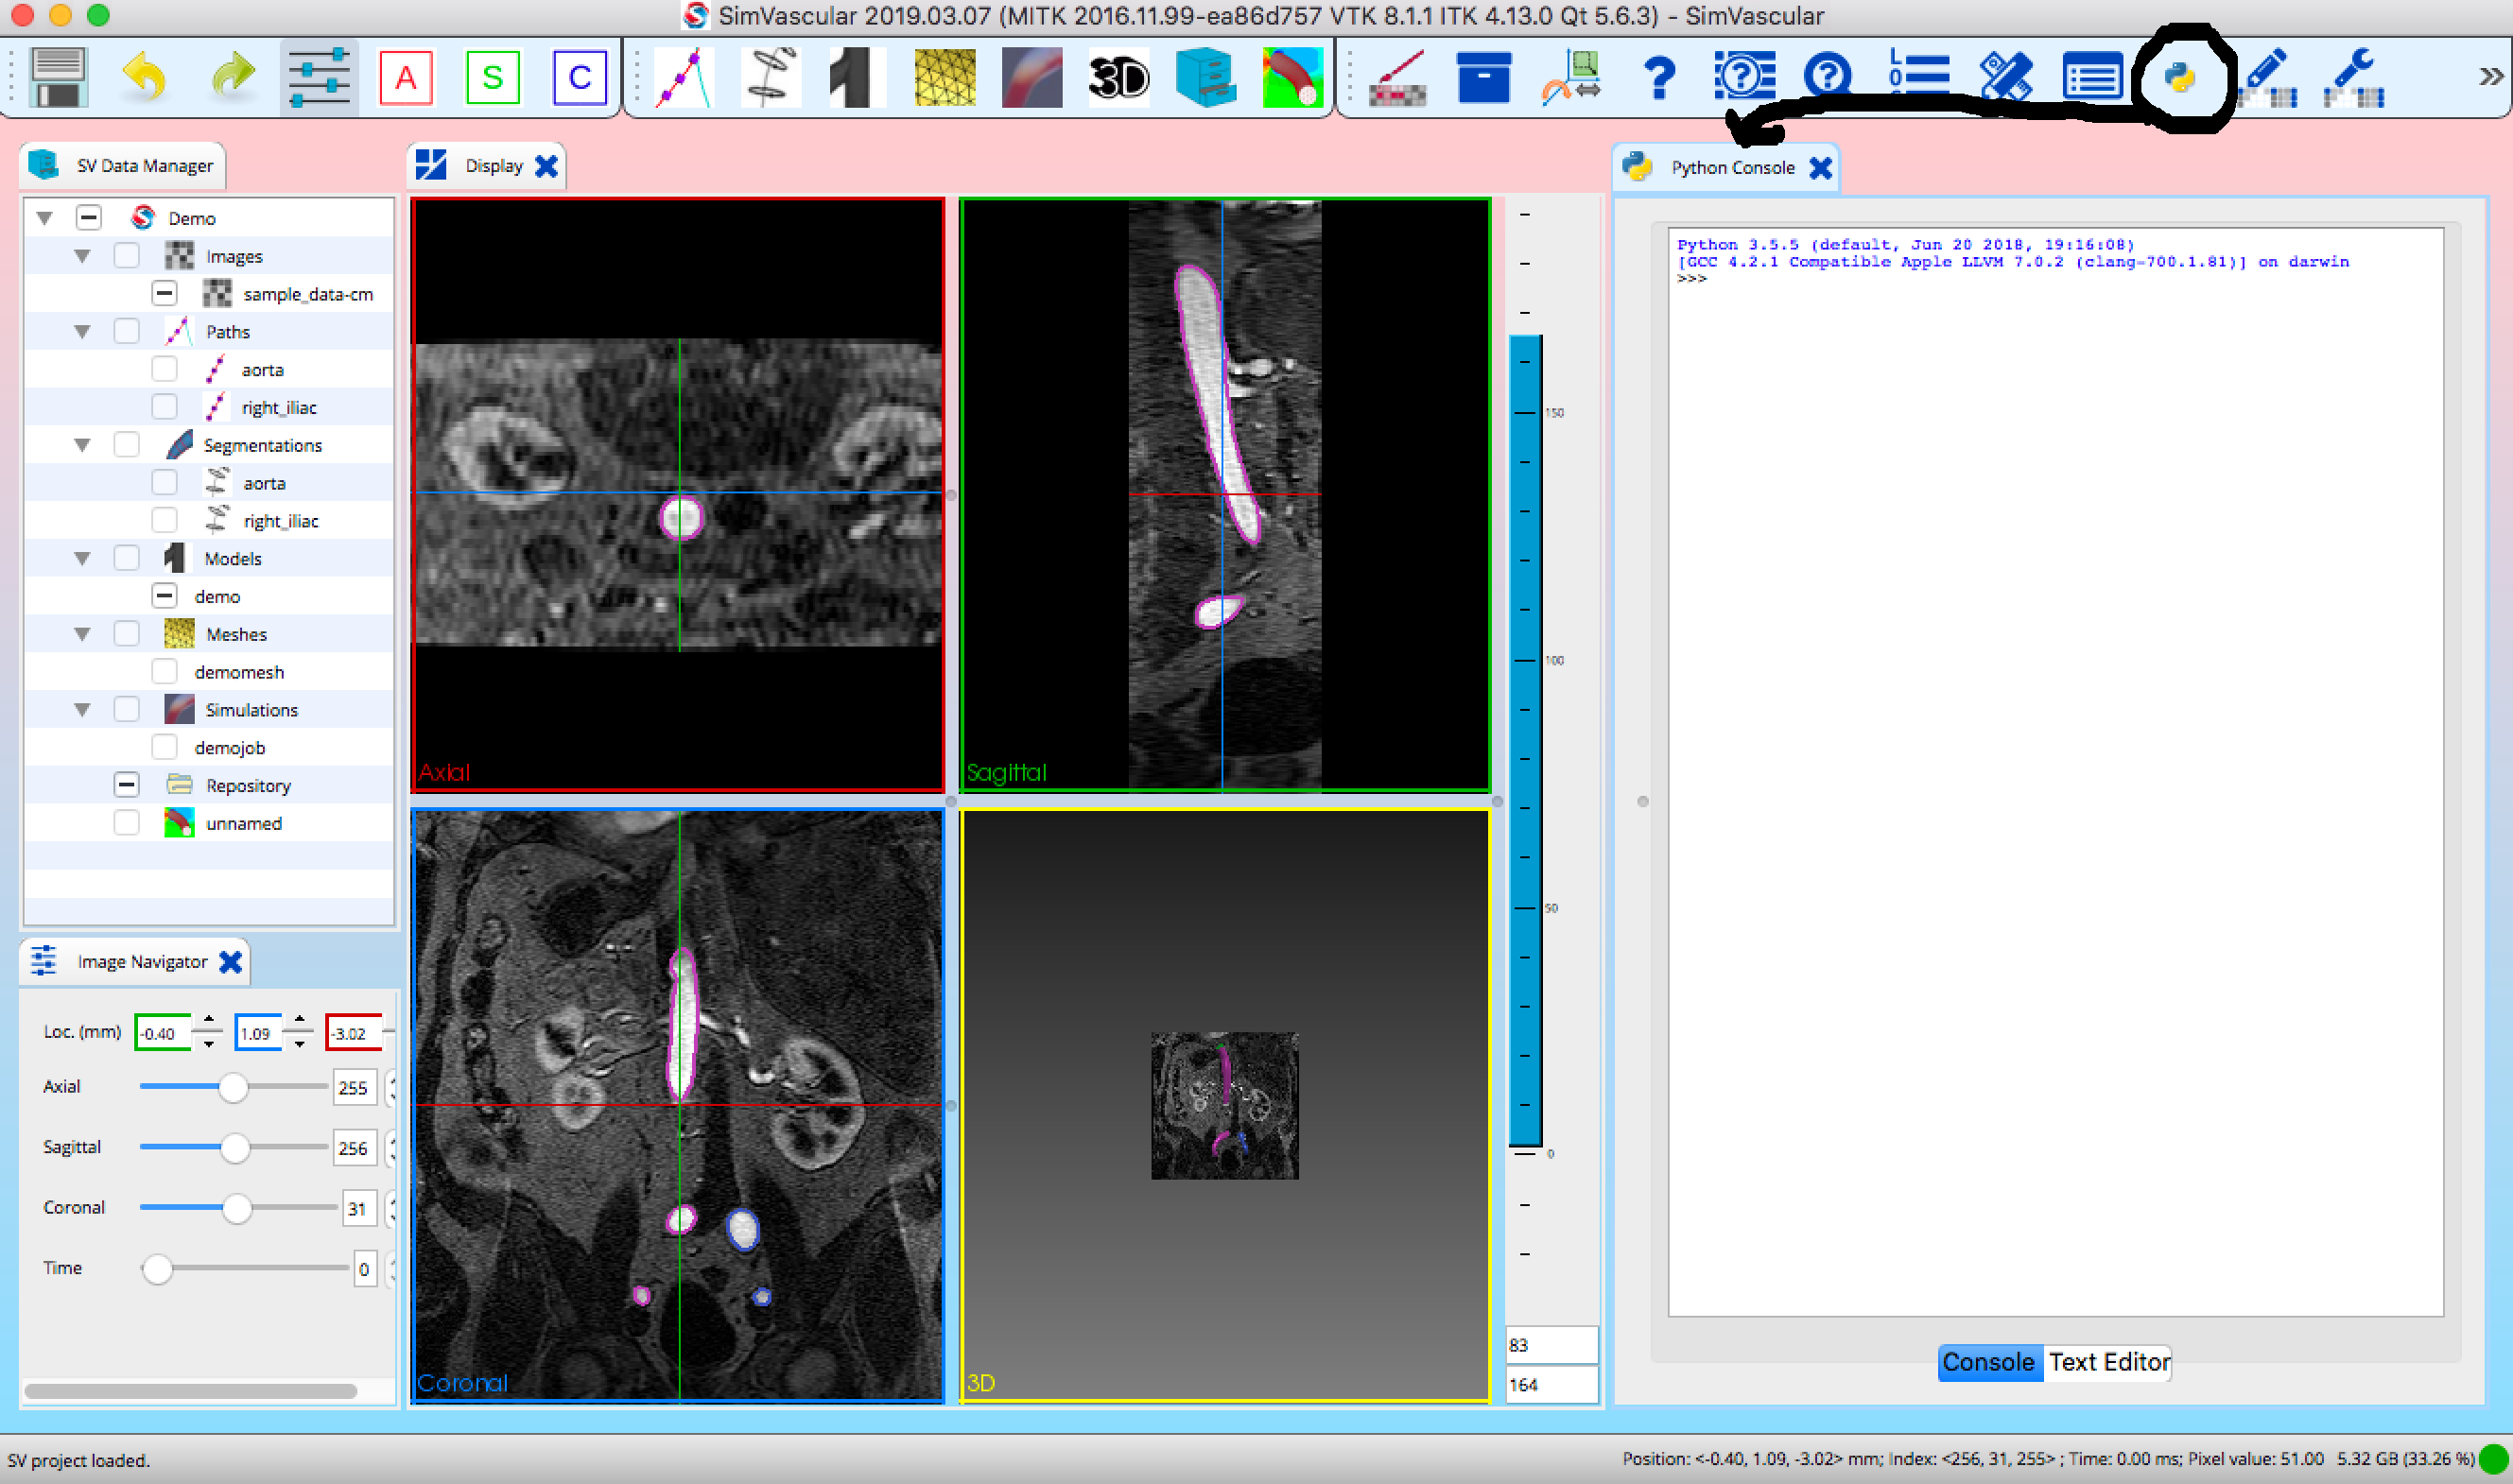 SimVascular 2019.03.07 (MITK 2016.11.99-ea86d757 VTK 8.1.1 ITK 4.13.0 Qt 5.6.3) - SimVascular
A S C 3D ? ? ? LOG »
SV Data Manager
Demo
Images
sample_data-cm
Paths
aorta
right_iliac
Segmentations
aorta
right_iliac
Models
demo
Meshes
demomesh
Simulations
demojob
Repository
unnamed
Image Navigator
Loc. (mm) -0.40 1.09 -3.02
Axial 255
Sagittal 256
Coronal 31
Time 0
Display
Axial
Sagittal
Coronal
3D
150
100
50
0
83
164
Python Console
Python 3.5.5 (default, Jun 20 2018, 19:16:08)
[GCC 4.2.1 Compatible Apple LLVM 7.0.2 (clang-700.1.81)] on darwin
>>>
Console Text Editor
SV project loaded.
Position: <-0.40, 1.09, -3.02> mm; Index: <256, 31, 255> ; Time: 0.00 ms; Pixel value: 51.00 5.32 GB (33.26 %)